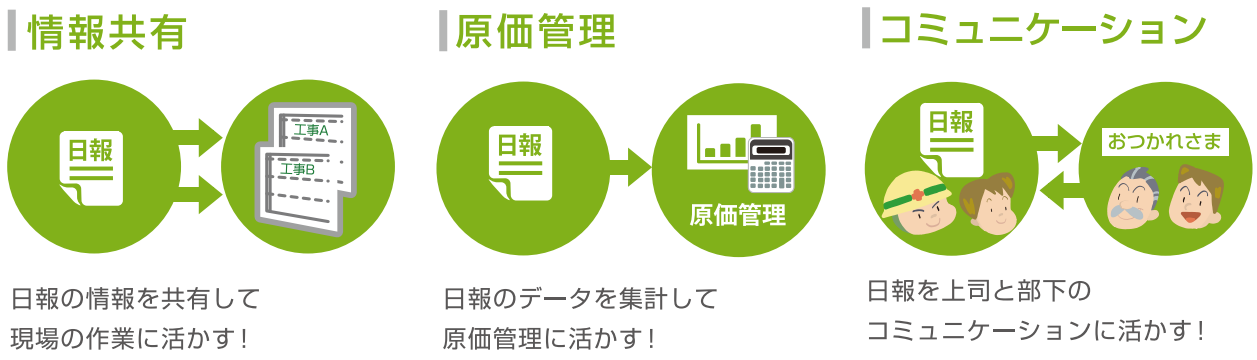 情報共有
日報
工事A
工事B
日報の情報を共有して
現場の作業に活かす!
原価管理
日報
原価管理
日報のデータを集計して
原価管理に活かす!
コミュニケーション
日報
おつかれさま
日報を上司と部下の
コミュニケーションに活かす!